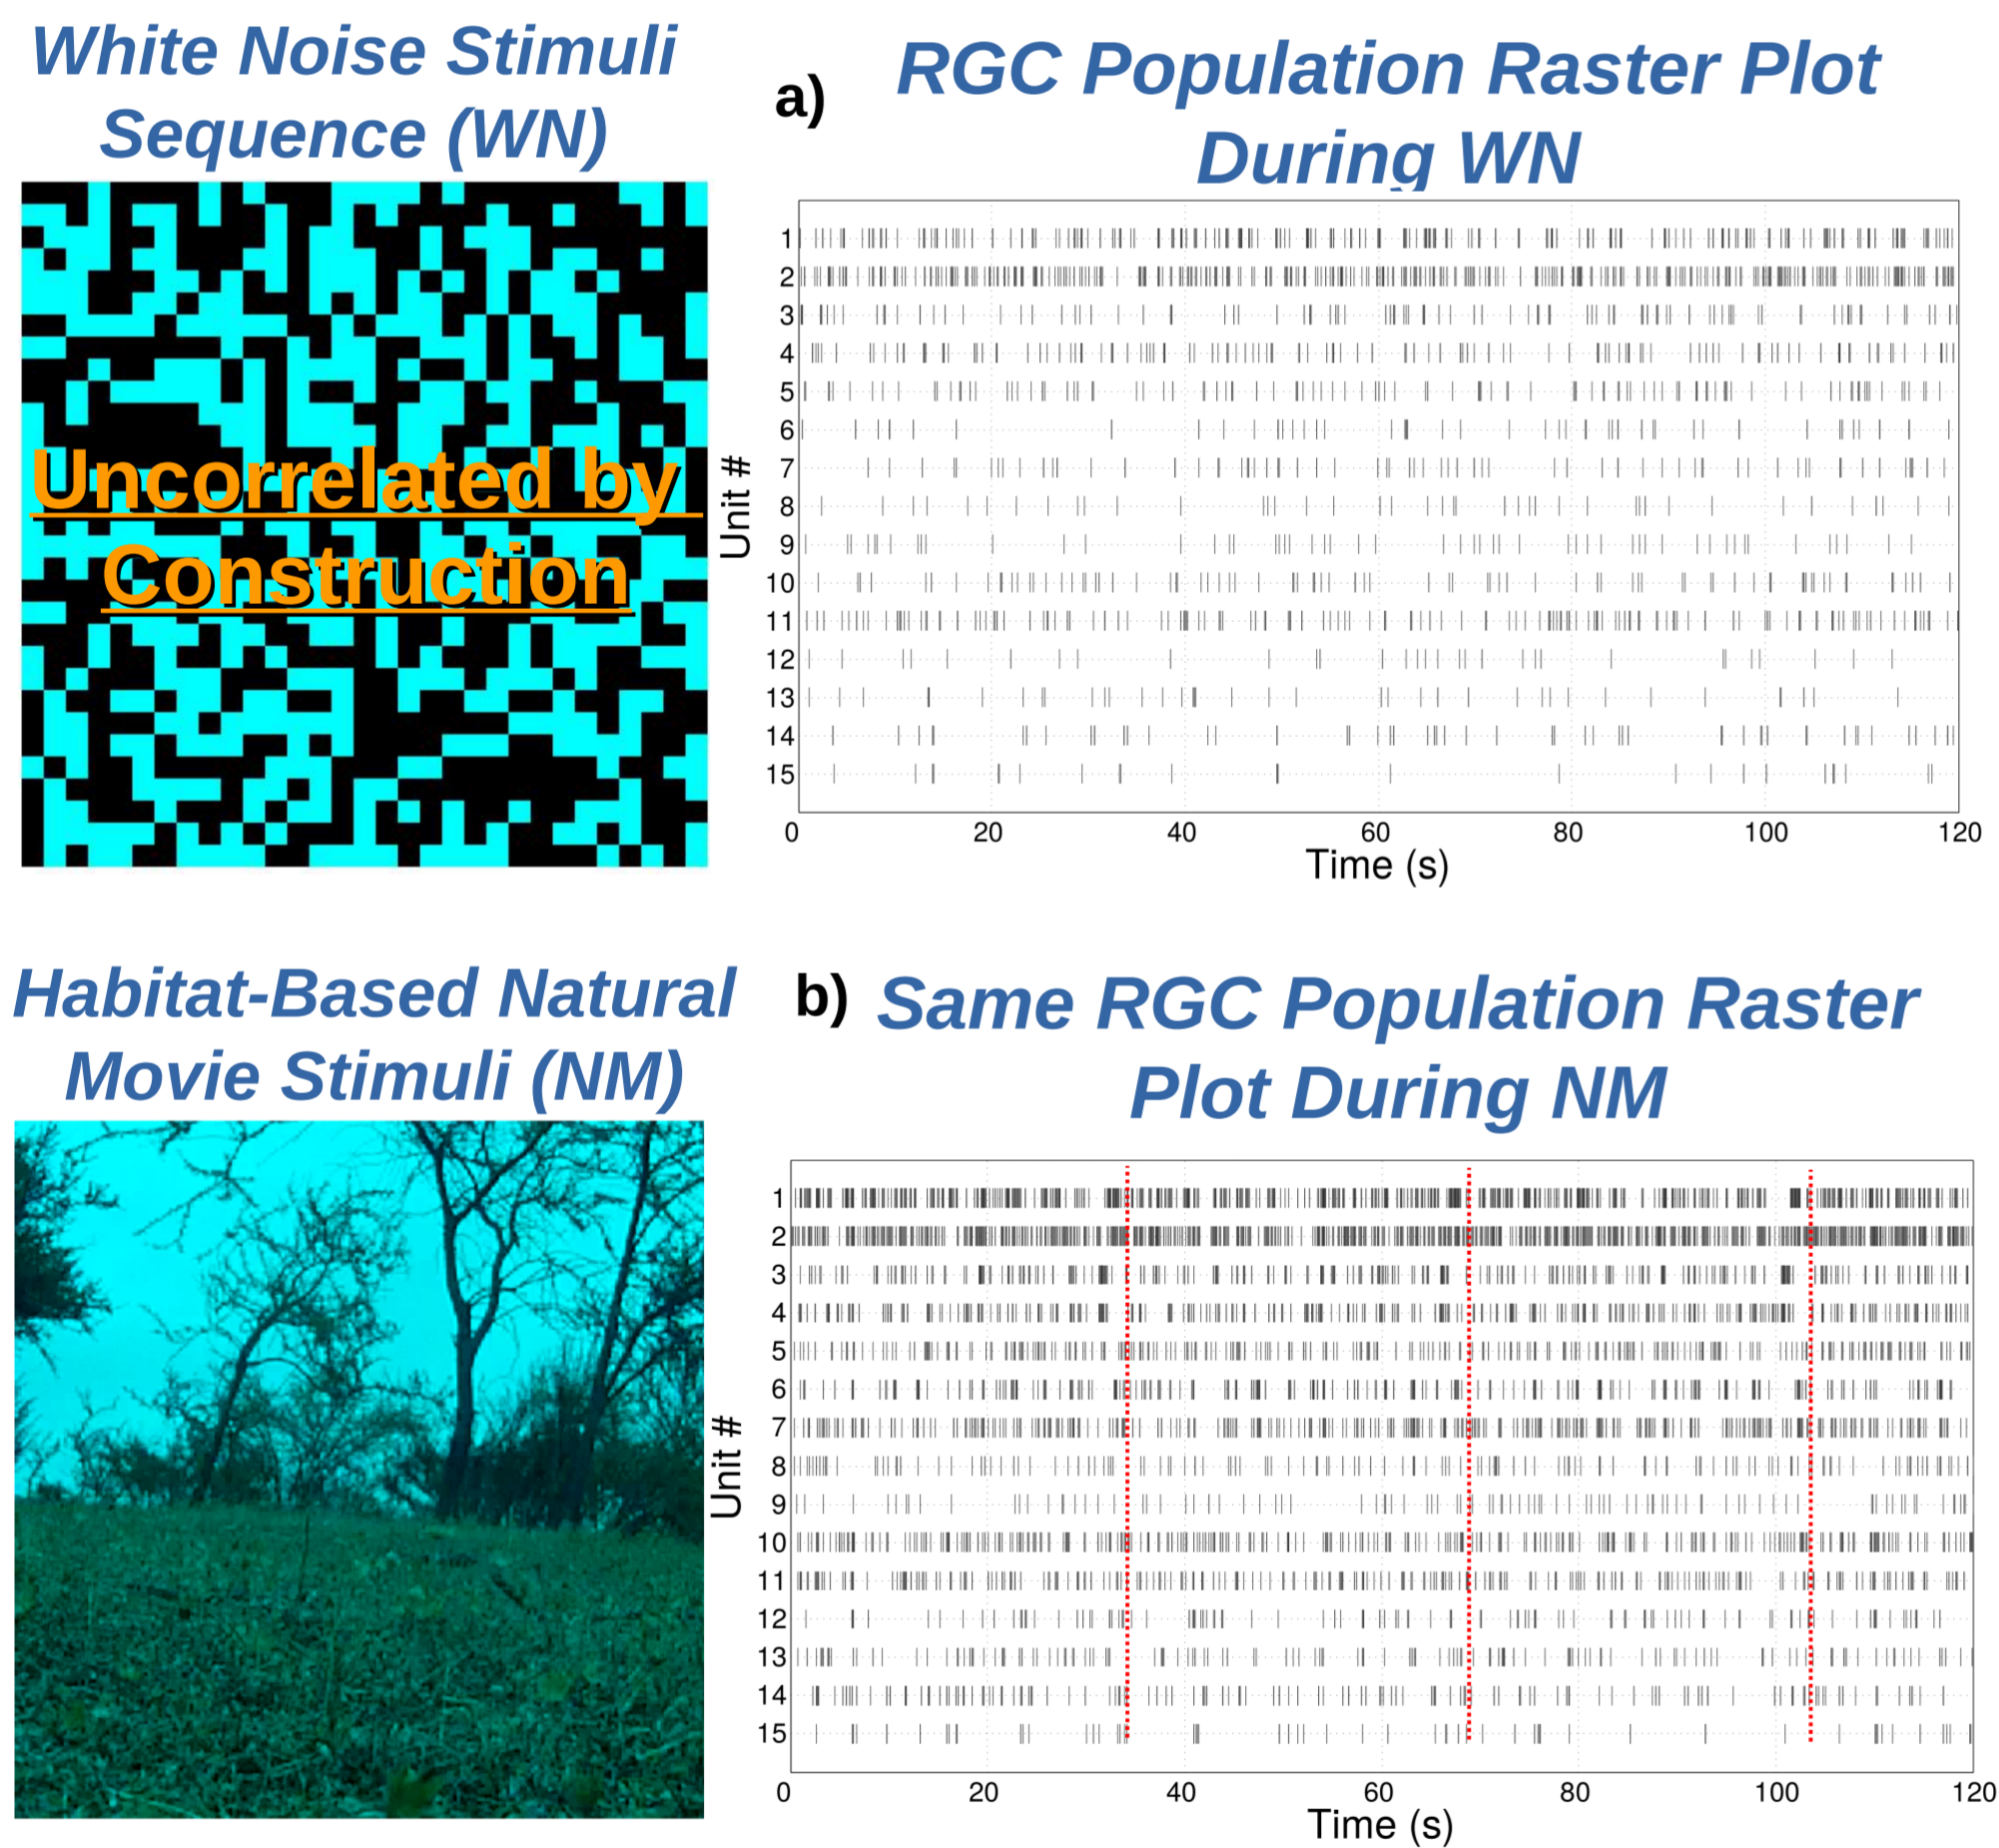 White Noise Stimuli
Sequence (WN)
Uncorrelated by
Construction
a)
RGC Population Raster Plot
During WN
Unit #
1
2
3
4
5
6
7
8
9
10
11
12
13
14
15
0 20 40 60 80 100 120
Time (s)
Habitat-Based Natural
Movie Stimuli (NM)
b)
Same RGC Population Raster
Plot During NM
Unit #
1
2
3
4
5
6
7
8
9
10
11
12
13
14
15
0 20 40 60 80 100 120
Time (s)